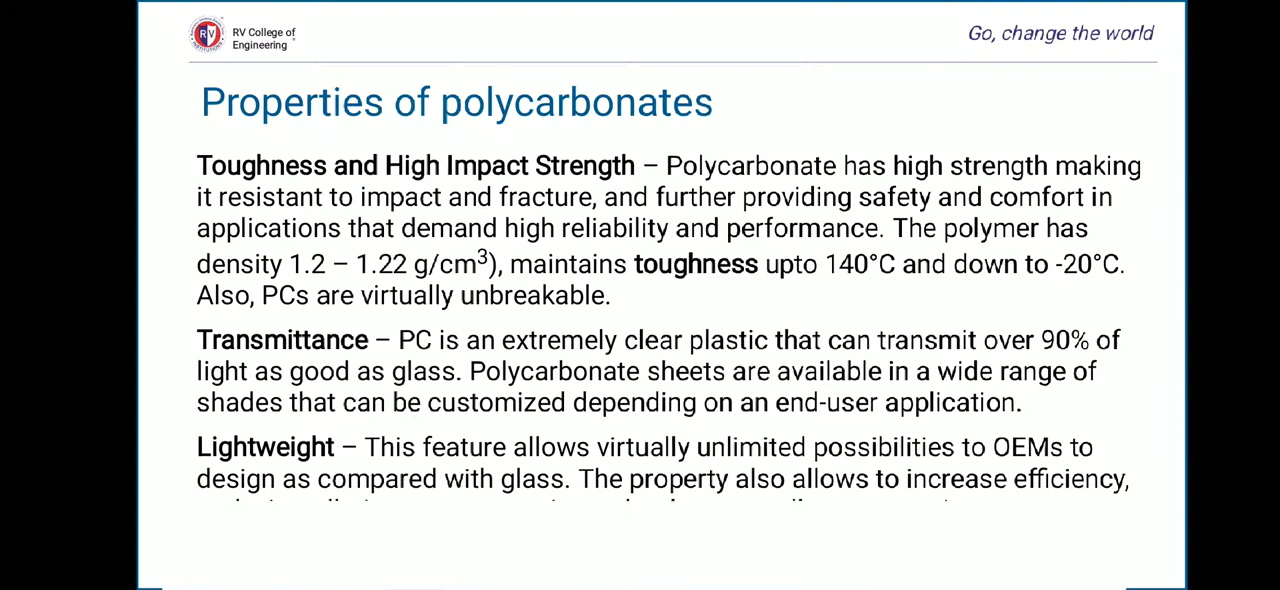 RV College of
Engineering
Go, change the world
Properties of polycarbonates
Toughness and High Impact Strength – Polycarbonate has high strength making
it resistant to impact and fracture, and further providing safety and comfort in
applications that demand high reliability and performance. The polymer has
density 1.2 – 1.22 g/cm³), maintains toughness upto 140°C and down to -20°C.
Also, PCs are virtually unbreakable.
Transmittance – PC is an extremely clear plastic that can transmit over 90% of
light as good as glass. Polycarbonate sheets are available in a wide range of
shades that can be customized depending on an end-user application.
Lightweight – This feature allows virtually unlimited possibilities to OEMs to
design as compared with glass. The property also allows to increase efficiency,